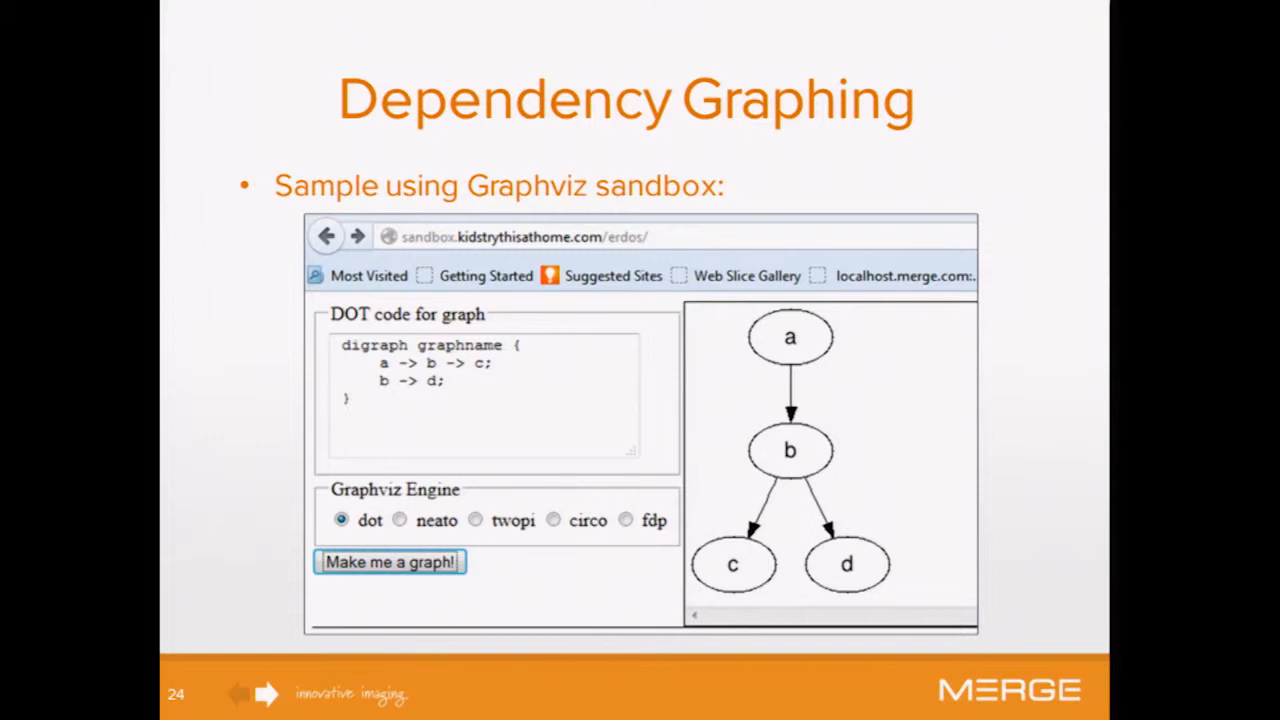 Dependency Graphing
• Sample using Graphviz sandbox:
sandbox.kidstrythisathome.com/erdos/
Most Visited Getting Started Suggested Sites Web Slice Gallery localhost.merge.com:..
DOT code for graph
digraph graphname {
a -> b -> c;
b -> d;
}
Graphviz Engine
dot neato twopi circo fdp
Make me a graph!
a
b
c d
24 innovative imaging. MERGE